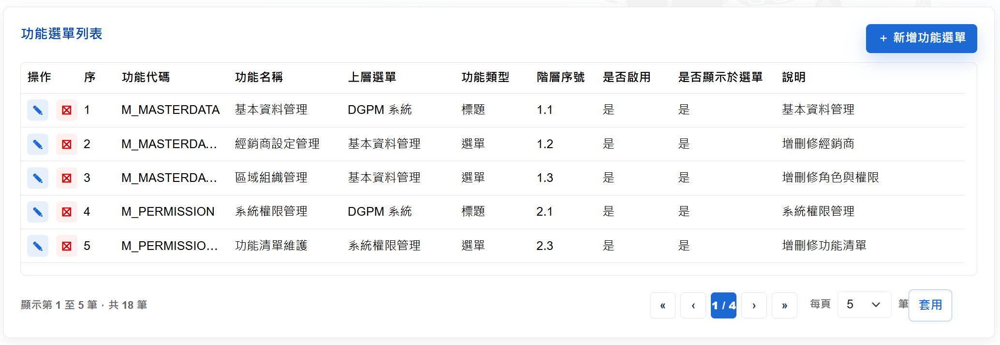 功能選單列表
+ 新增功能選單
操作 序 功能代碼 功能名稱 上層選單 功能類型 階層序號 是否啟用 是否顯示於選單 說明
1 M_MASTERDATA 基本資料管理 DGPM 系統 標題 1.1 是 是 基本資料管理
2 M_MASTERDA... 經銷商設定管理 基本資料管理 選單 1.2 是 是 增刪修經銷商
3 M_MASTERDA... 區域組織管理 基本資料管理 選單 1.3 是 是 增刪修角色與權限
4 M_PERMISSION 系統權限管理 DGPM 系統 標題 2.1 是 是 系統權限管理
5 M_PERMISSIO... 功能清單維護 系統權限管理 選單 2.3 是 是 增刪修功能清單
顯示第 1 至 5 筆 · 共 18 筆 « ‹ 1 / 4 › » 每頁 5 筆 套用